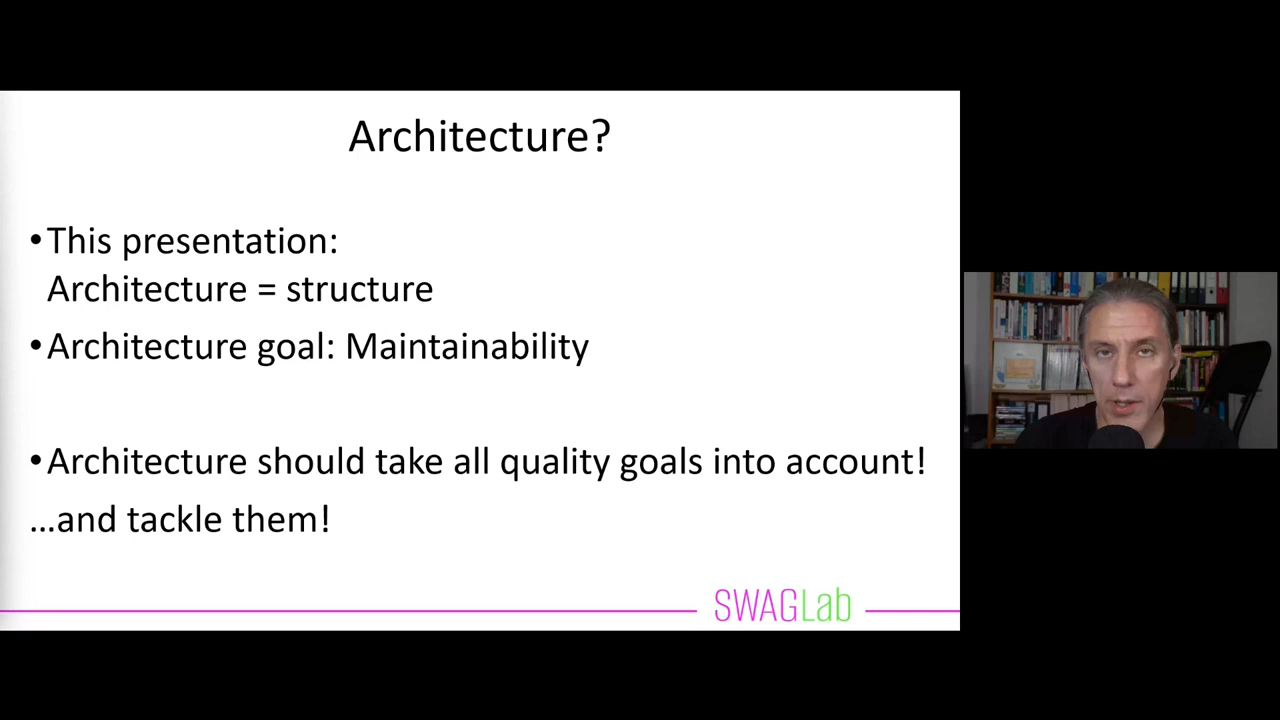 Architecture?
•This presentation:
Architecture = structure
•Architecture goal: Maintainability
•Architecture should take all quality goals into account!
…and tackle them!
SWAGLab